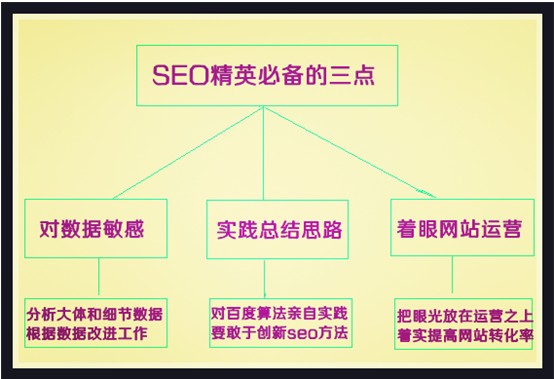 SEO精英必备的三点
对数据敏感
实践总结思路
着眼网站运营
分析大体和细节数据
根据数据改进工作
对百度算法亲自实践
要敢于创新seo方法
把眼光放在运营之上
着实提高网站转化率